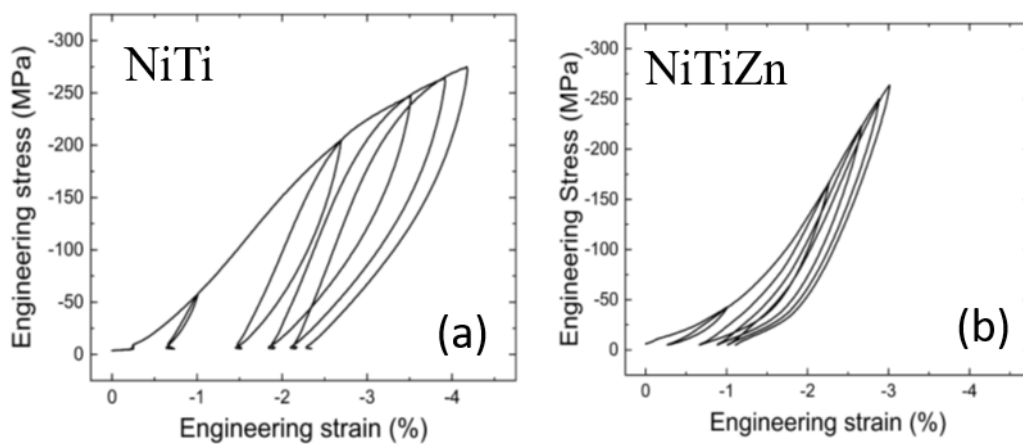 NiTi
Engineering stress (MPa)
-300
-250
-200
-150
-100
-50
0
0 -1 -2 -3 -4
Engineering strain (%)
(a)
NiTiZn
Engineering Stress (MPa)
-300
-250
-200
-150
-100
-50
0
0 -1 -2 -3 -4
Engineering strain (%)
(b)